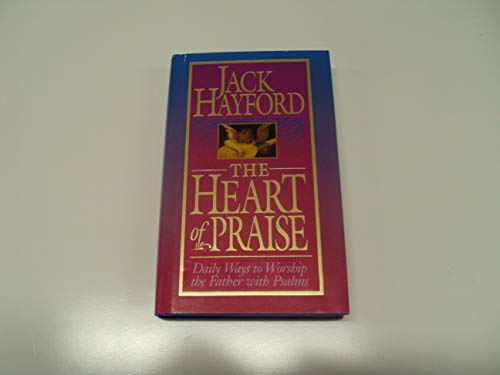 JACK
HAYFORD
THE
HEART
of PRAISE
Daily Ways to Worship
the Father with Psalms